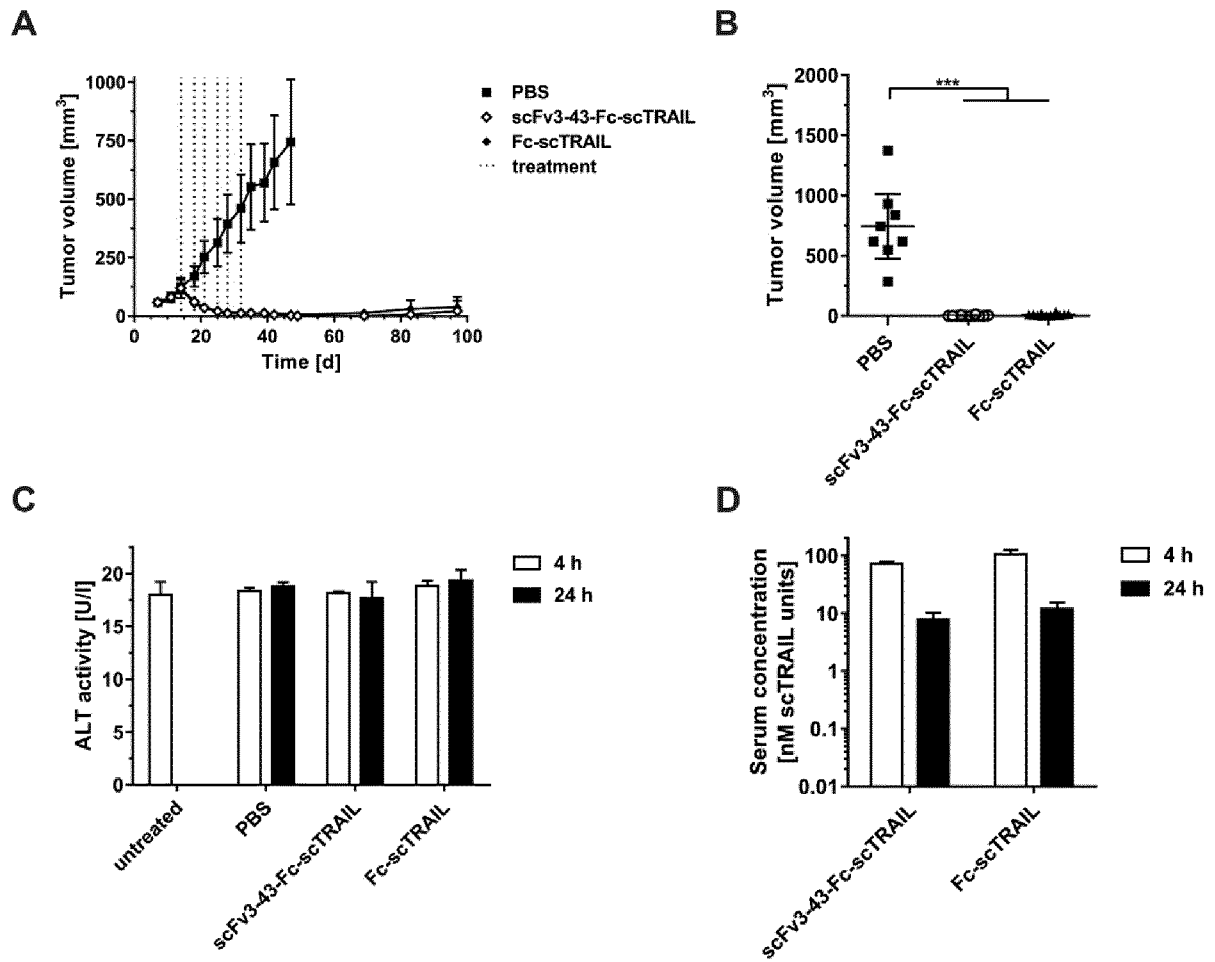 A
Tumor volume [mm³]
1000
750
500
250
0
0 20 40 60 80 100
Time [d]
PBS
scFv3-43-Fc-scTRAIL
Fc-scTRAIL
treatment
B
Tumor volume [mm³]
2000
1500
1000
500
0
***
PBS
scFv3-43-Fc-scTRAIL
Fc-scTRAIL
C
ALT activity [U/l]
20
15
10
5
0
untreated
PBS
scFv3-43-Fc-scTRAIL
Fc-scTRAIL
4 h
24 h
D
Serum concentration
[nM scTRAIL units]
100
10
1
0.1
0.01
scFv3-43-Fc-scTRAIL
Fc-scTRAIL
4 h
24 h